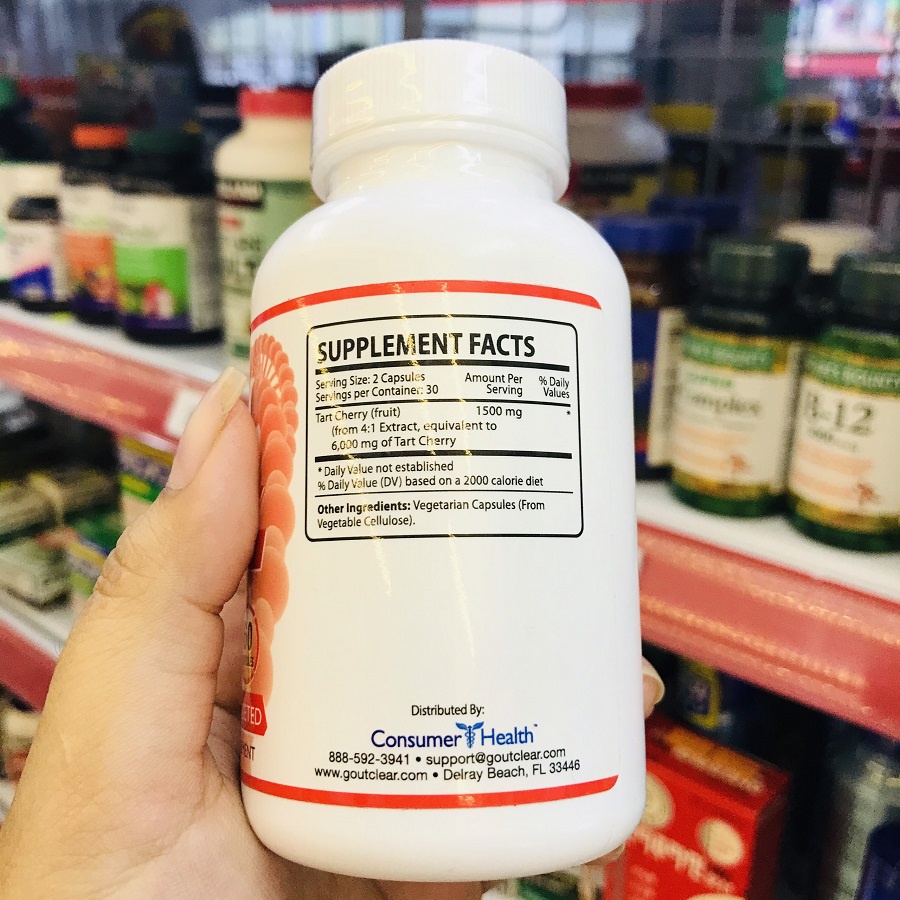 SUPPLEMENT FACTS
Serving Size: 2 Capsules
Servings per Container: 30
Amount Per
Serving
% Daily
Values
Tart Cherry (fruit) 1500 mg *
(from 4:1 Extract, equivalent to
6,000 mg of Tart Cherry
* Daily Value not established
% Daily Value (DV) based on a 2000 calorie diet
Other Ingredients: Vegetarian Capsules (From
Vegetable Cellulose).
Distributed By:
Consumer Health™
888-592-3941 • support@goutclear.com
www.goutclear.com • Delray Beach, FL 33446
B-12